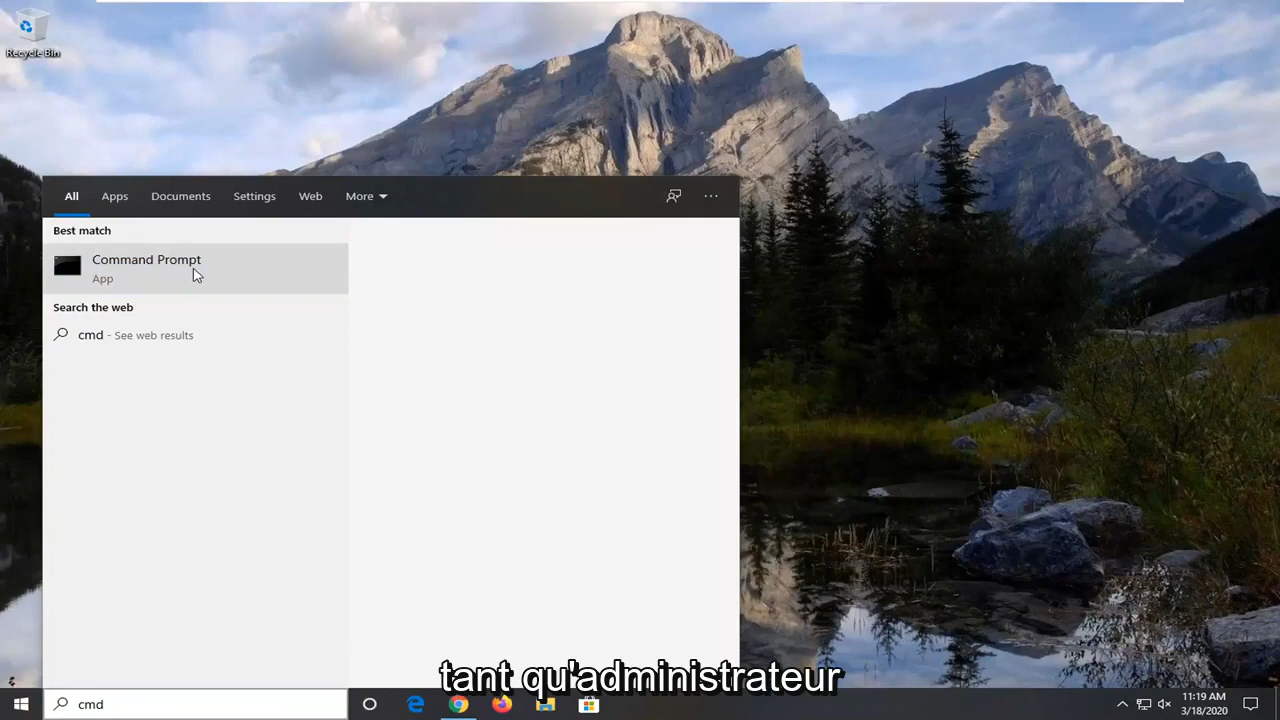 Recycle Bin
All Apps Documents Settings Web More
Best match
Command Prompt
App
Search the web
cmd - See web results
tant qu'administrateur
cmd
11:19 AM
3/18/2020